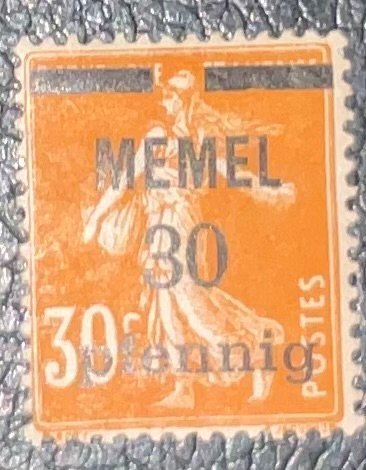 MEMEL
30
30c
pfennig
POSTES